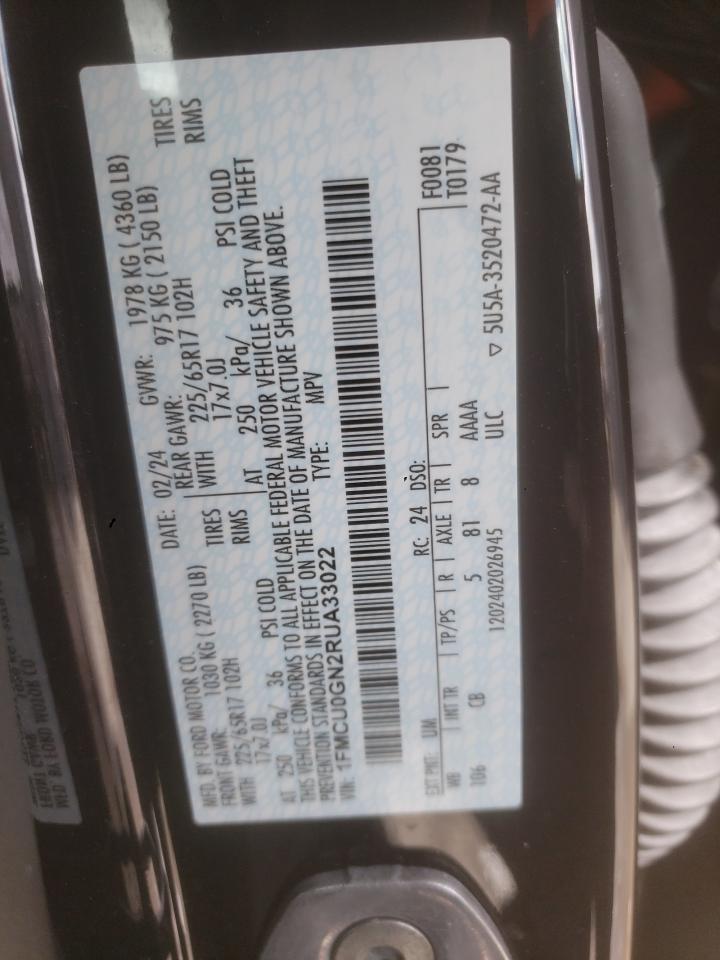 MFD. BY FORD MOTOR CO.
DATE: 02/24 GVWR: 1978 KG ( 4360 LB)
FRONT GAWR: 1030 KG ( 2270 LB) REAR GAWR: 975 KG ( 2150 LB)
WITH 225/65R17 102H TIRES WITH 225/65R17 102H TIRES
17x7.0J RIMS 17x7.0J RIMS
AT 250 kPa/ 36 PSI COLD AT 250 kPa/ 36 PSI COLD
THIS VEHICLE CONFORMS TO ALL APPLICABLE FEDERAL MOTOR VEHICLE SAFETY AND THEFT
PREVENTION STANDARDS IN EFFECT ON THE DATE OF MANUFACTURE SHOWN ABOVE.
VIN: 1FMCU0GN2RUA33022 TYPE: MPV
EXT PNT: UM RC: 24 DSO: F0081
WB INT TR TP/PS R AXLE TR SPR T0179
106 CB 5 81 8 AAAA
1202402026945 ULC ▽ 5U5A-3520472-AA